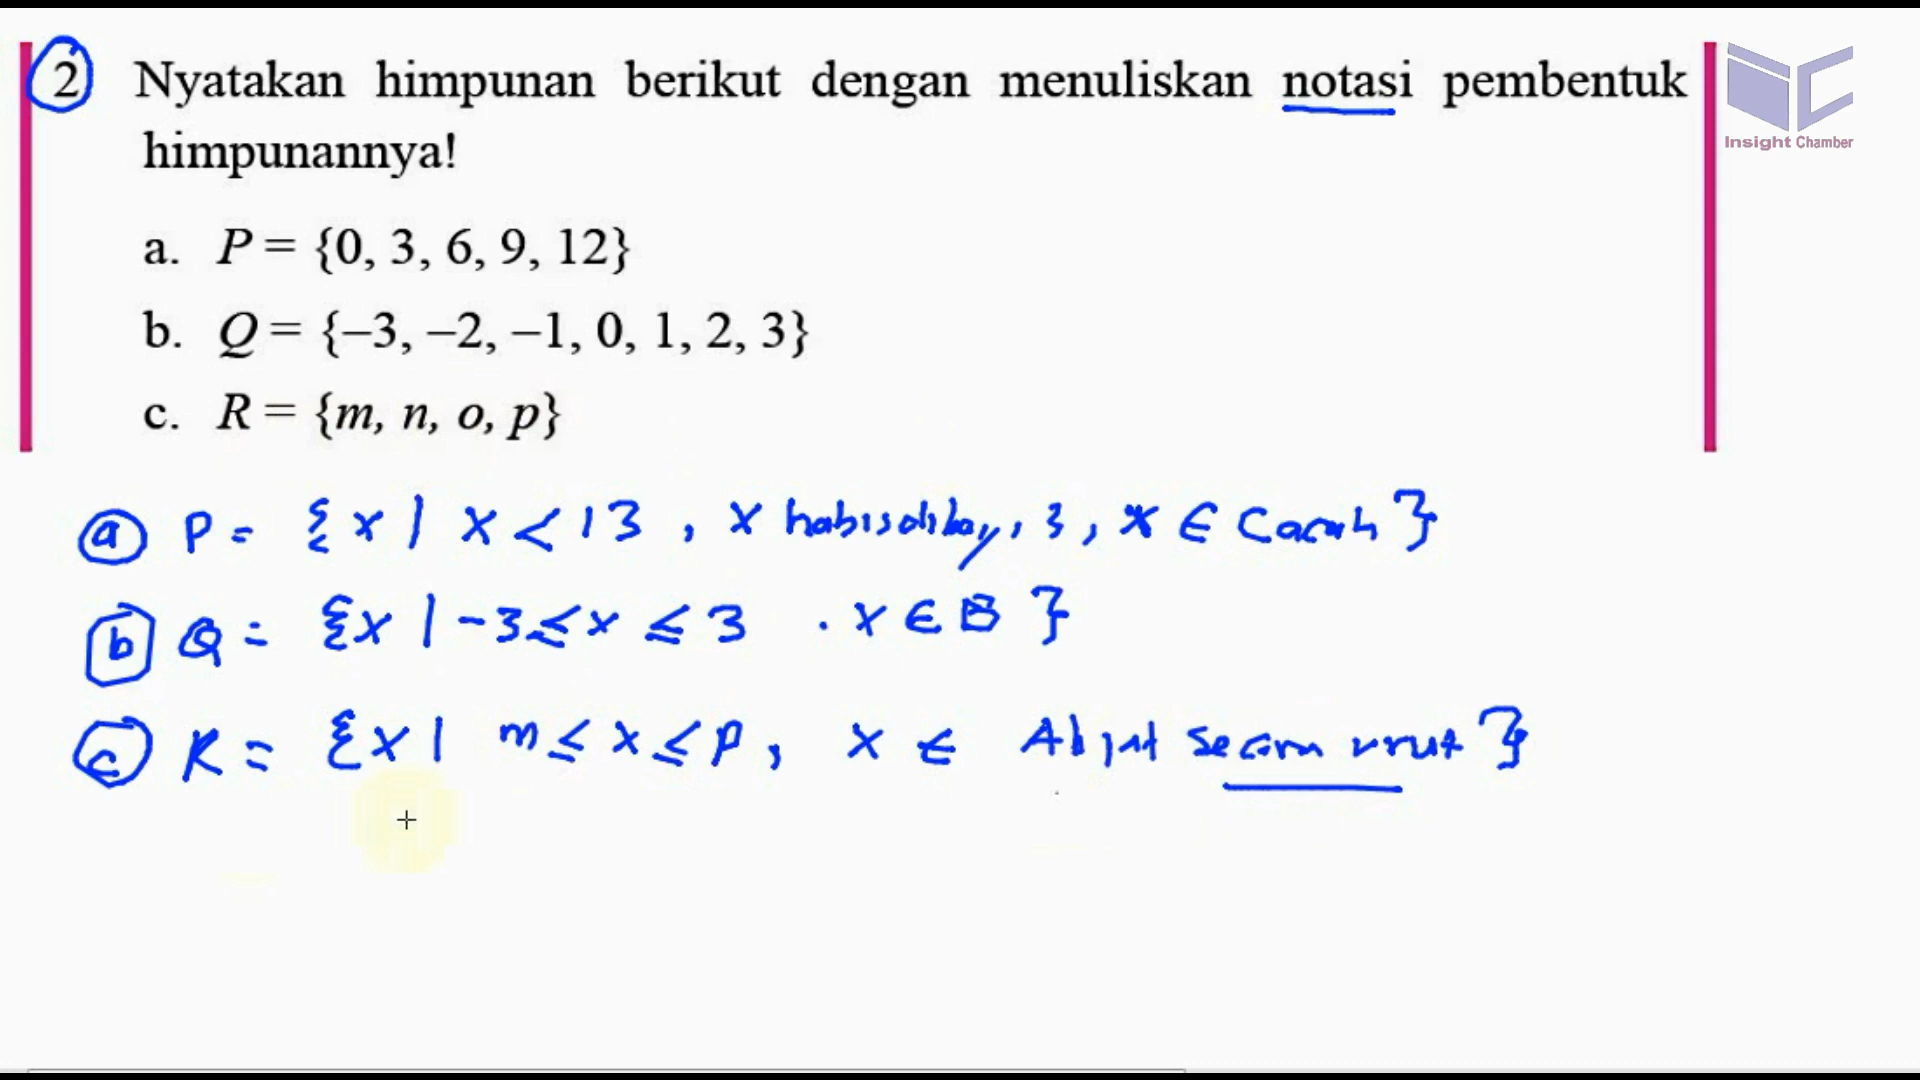 2 Nyatakan himpunan berikut dengan menuliskan notasi pembentuk
himpunannya!
Insight Chamber
a. P = {0, 3, 6, 9, 12}
b. Q = {–3, –2, –1, 0, 1, 2, 3}
c. R = {m, n, o, p}
a P = {x | x < 13, x habis dibagi 3, x ∈ Cacah}
b Q = {x | -3 ≤ x ≤ 3 . x ∈ B}
c R = {x | m ≤ x ≤ p, x ∈ Abjat secara urut}